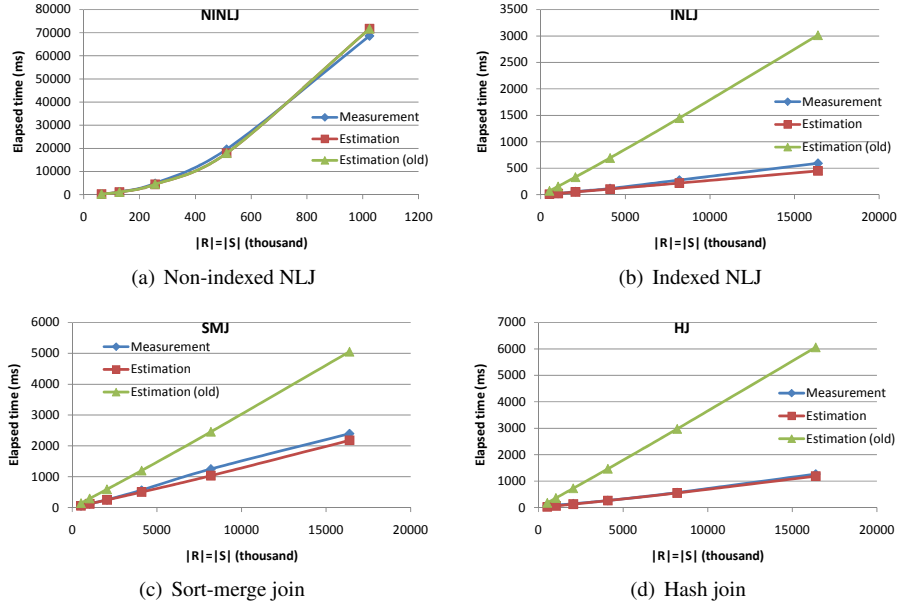 NINLJ
80000
70000
60000
50000
40000
30000
20000
10000
0
Elapsed time (ms)
Measurement
Estimation
Estimation (old)
0 200 400 600 800 1000 1200
|R|=|S| (thousand)
(a) Non-indexed NLJ
INLJ
3500
3000
2500
2000
1500
1000
500
0
Elapsed time (ms)
Measurement
Estimation
Estimation (old)
0 5000 10000 15000 20000
|R|=|S| (thousand)
(b) Indexed NLJ
SMJ
6000
5000
4000
3000
2000
1000
0
Elapsed time (ms)
Measurement
Estimation
Estimation (old)
0 5000 10000 15000 20000
|R|=|S| (thousand)
(c) Sort-merge join
HJ
7000
6000
5000
4000
3000
2000
1000
0
Elapsed time (ms)
Measurement
Estimation
Estimation (old)
0 5000 10000 15000 20000
|R|=|S| (thousand)
(d) Hash join